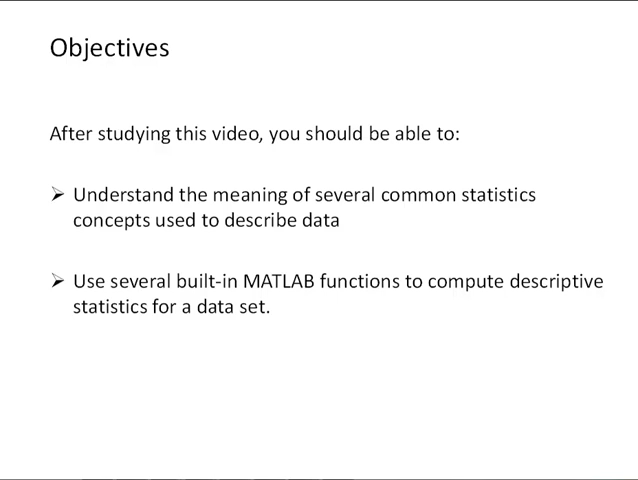 Objectives
After studying this video, you should be able to:
➢ Understand the meaning of several common statistics
concepts used to describe data
➢ Use several built-in MATLAB functions to compute descriptive
statistics for a data set.